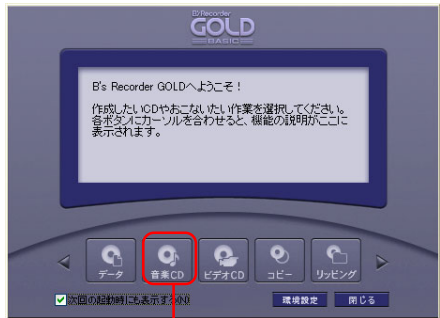 B's Recorder
GOLD
BASIC
B's Recorder GOLDへようこそ！
作成したいCDやおこないたい作業を選択してください。
各ボタンにカーソルを合わせると、機能の説明がここに
表示されます。
データ 音楽CD ビデオCD コピー リッピング
次回の起動時にも表示する(N) 環境設定 閉じる